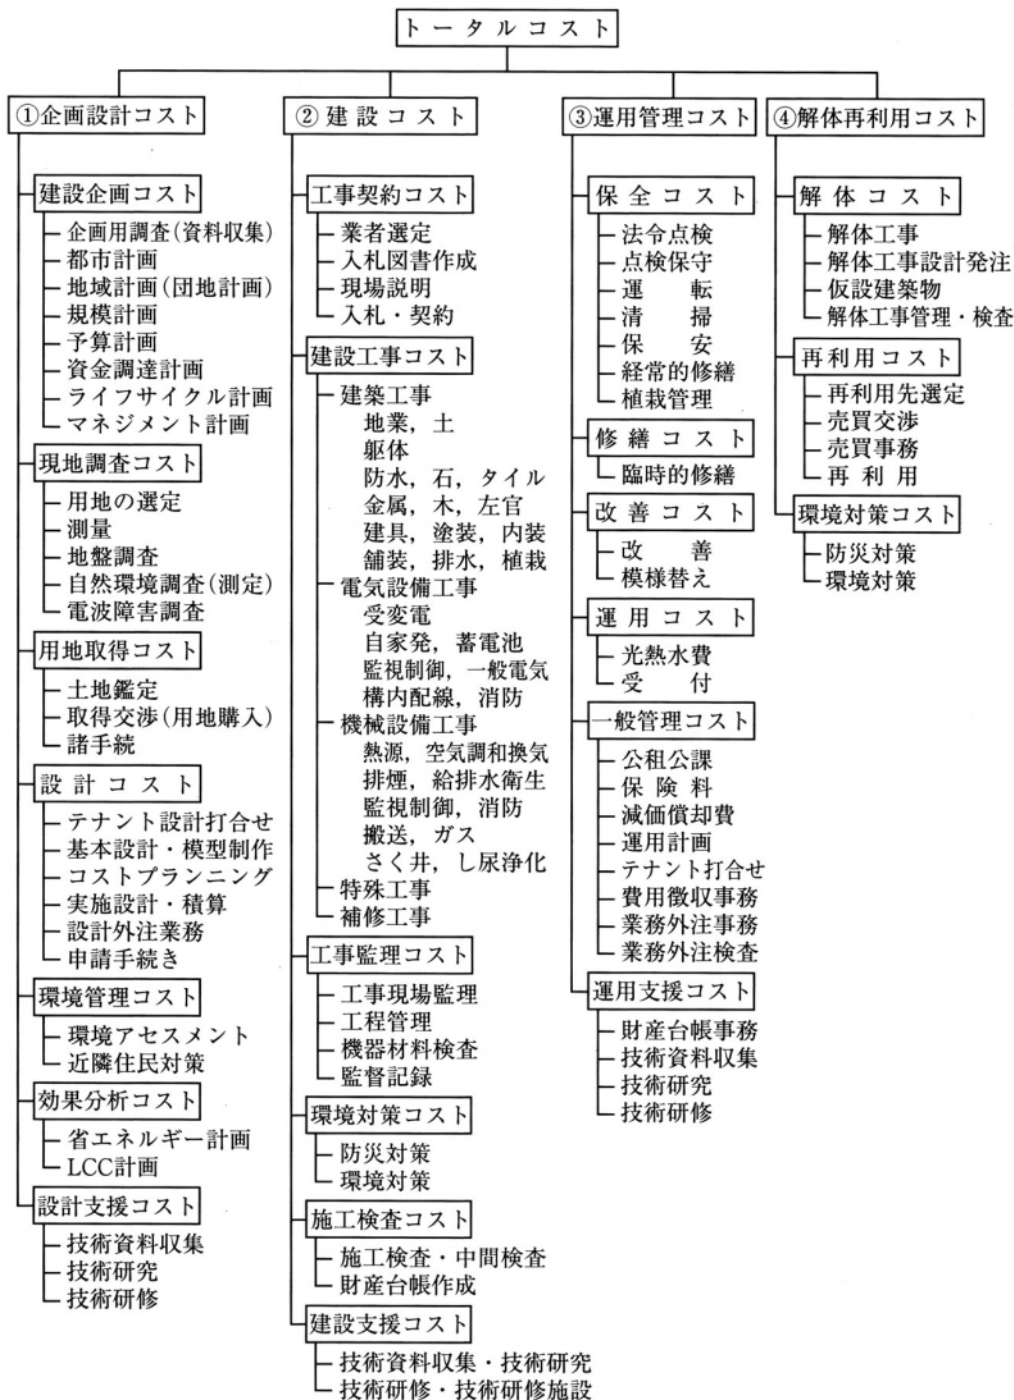 トータルコスト
①企画設計コスト
建設企画コスト
企画用調査(資料収集)
都市計画
地域計画(団地計画)
規模計画
予算計画
資金調達計画
ライフサイクル計画
マネジメント計画
現地調査コスト
用地の選定
測量
地盤調査
自然環境調査(測定)
電波障害調査
用地取得コスト
土地鑑定
取得交渉(用地購入)
諸手続
設計コスト
テナント設計打合せ
基本設計・模型制作
コストプランニング
実施設計・積算
設計外注業務
申請手続き
環境管理コスト
環境アセスメント
近隣住民対策
効果分析コスト
省エネルギー計画
LCC計画
設計支援コスト
技術資料収集
技術研究
技術研修
②建設コスト
工事契約コスト
業者選定
入札図書作成
現場説明
入札・契約
建設工事コスト
建築工事
地業，土
躯体
防水，石，タイル
金属，木，左官
建具，塗装，内装
舗装，排水，植栽
電気設備工事
受変電
自家発，蓄電池
監視制御，一般電気
構内配線，消防
機械設備工事
熱源，空気調和換気
排煙，給排水衛生
監視制御，消防
搬送，ガス
さく井，し尿浄化
特殊工事
補修工事
工事監理コスト
工事現場監理
工程管理
機器材料検査
監督記録
環境対策コスト
防災対策
環境対策
施工検査コスト
施工検査・中間検査
財産台帳作成
建設支援コスト
技術資料収集・技術研究
技術研修・技術研修施設
③運用管理コスト
保全コスト
法令点検
点検保守
運転
清掃
保安
経常的修繕
植栽管理
修繕コスト
臨時的修繕
改善コスト
改善
模様替え
運用コスト
光熱水費
受付
一般管理コスト
公租公課
保険料
減価償却費
運用計画
テナント打合せ
費用徴収事務
業務外注事務
業務外注検査
運用支援コスト
財産台帳事務
技術資料収集
技術研究
技術研修
④解体再利用コスト
解体コスト
解体工事
解体工事設計発注
仮設建築物
解体工事管理・検査
再利用コスト
再利用先選定
売買交渉
売買事務
再利用
環境対策コスト
防災対策
環境対策